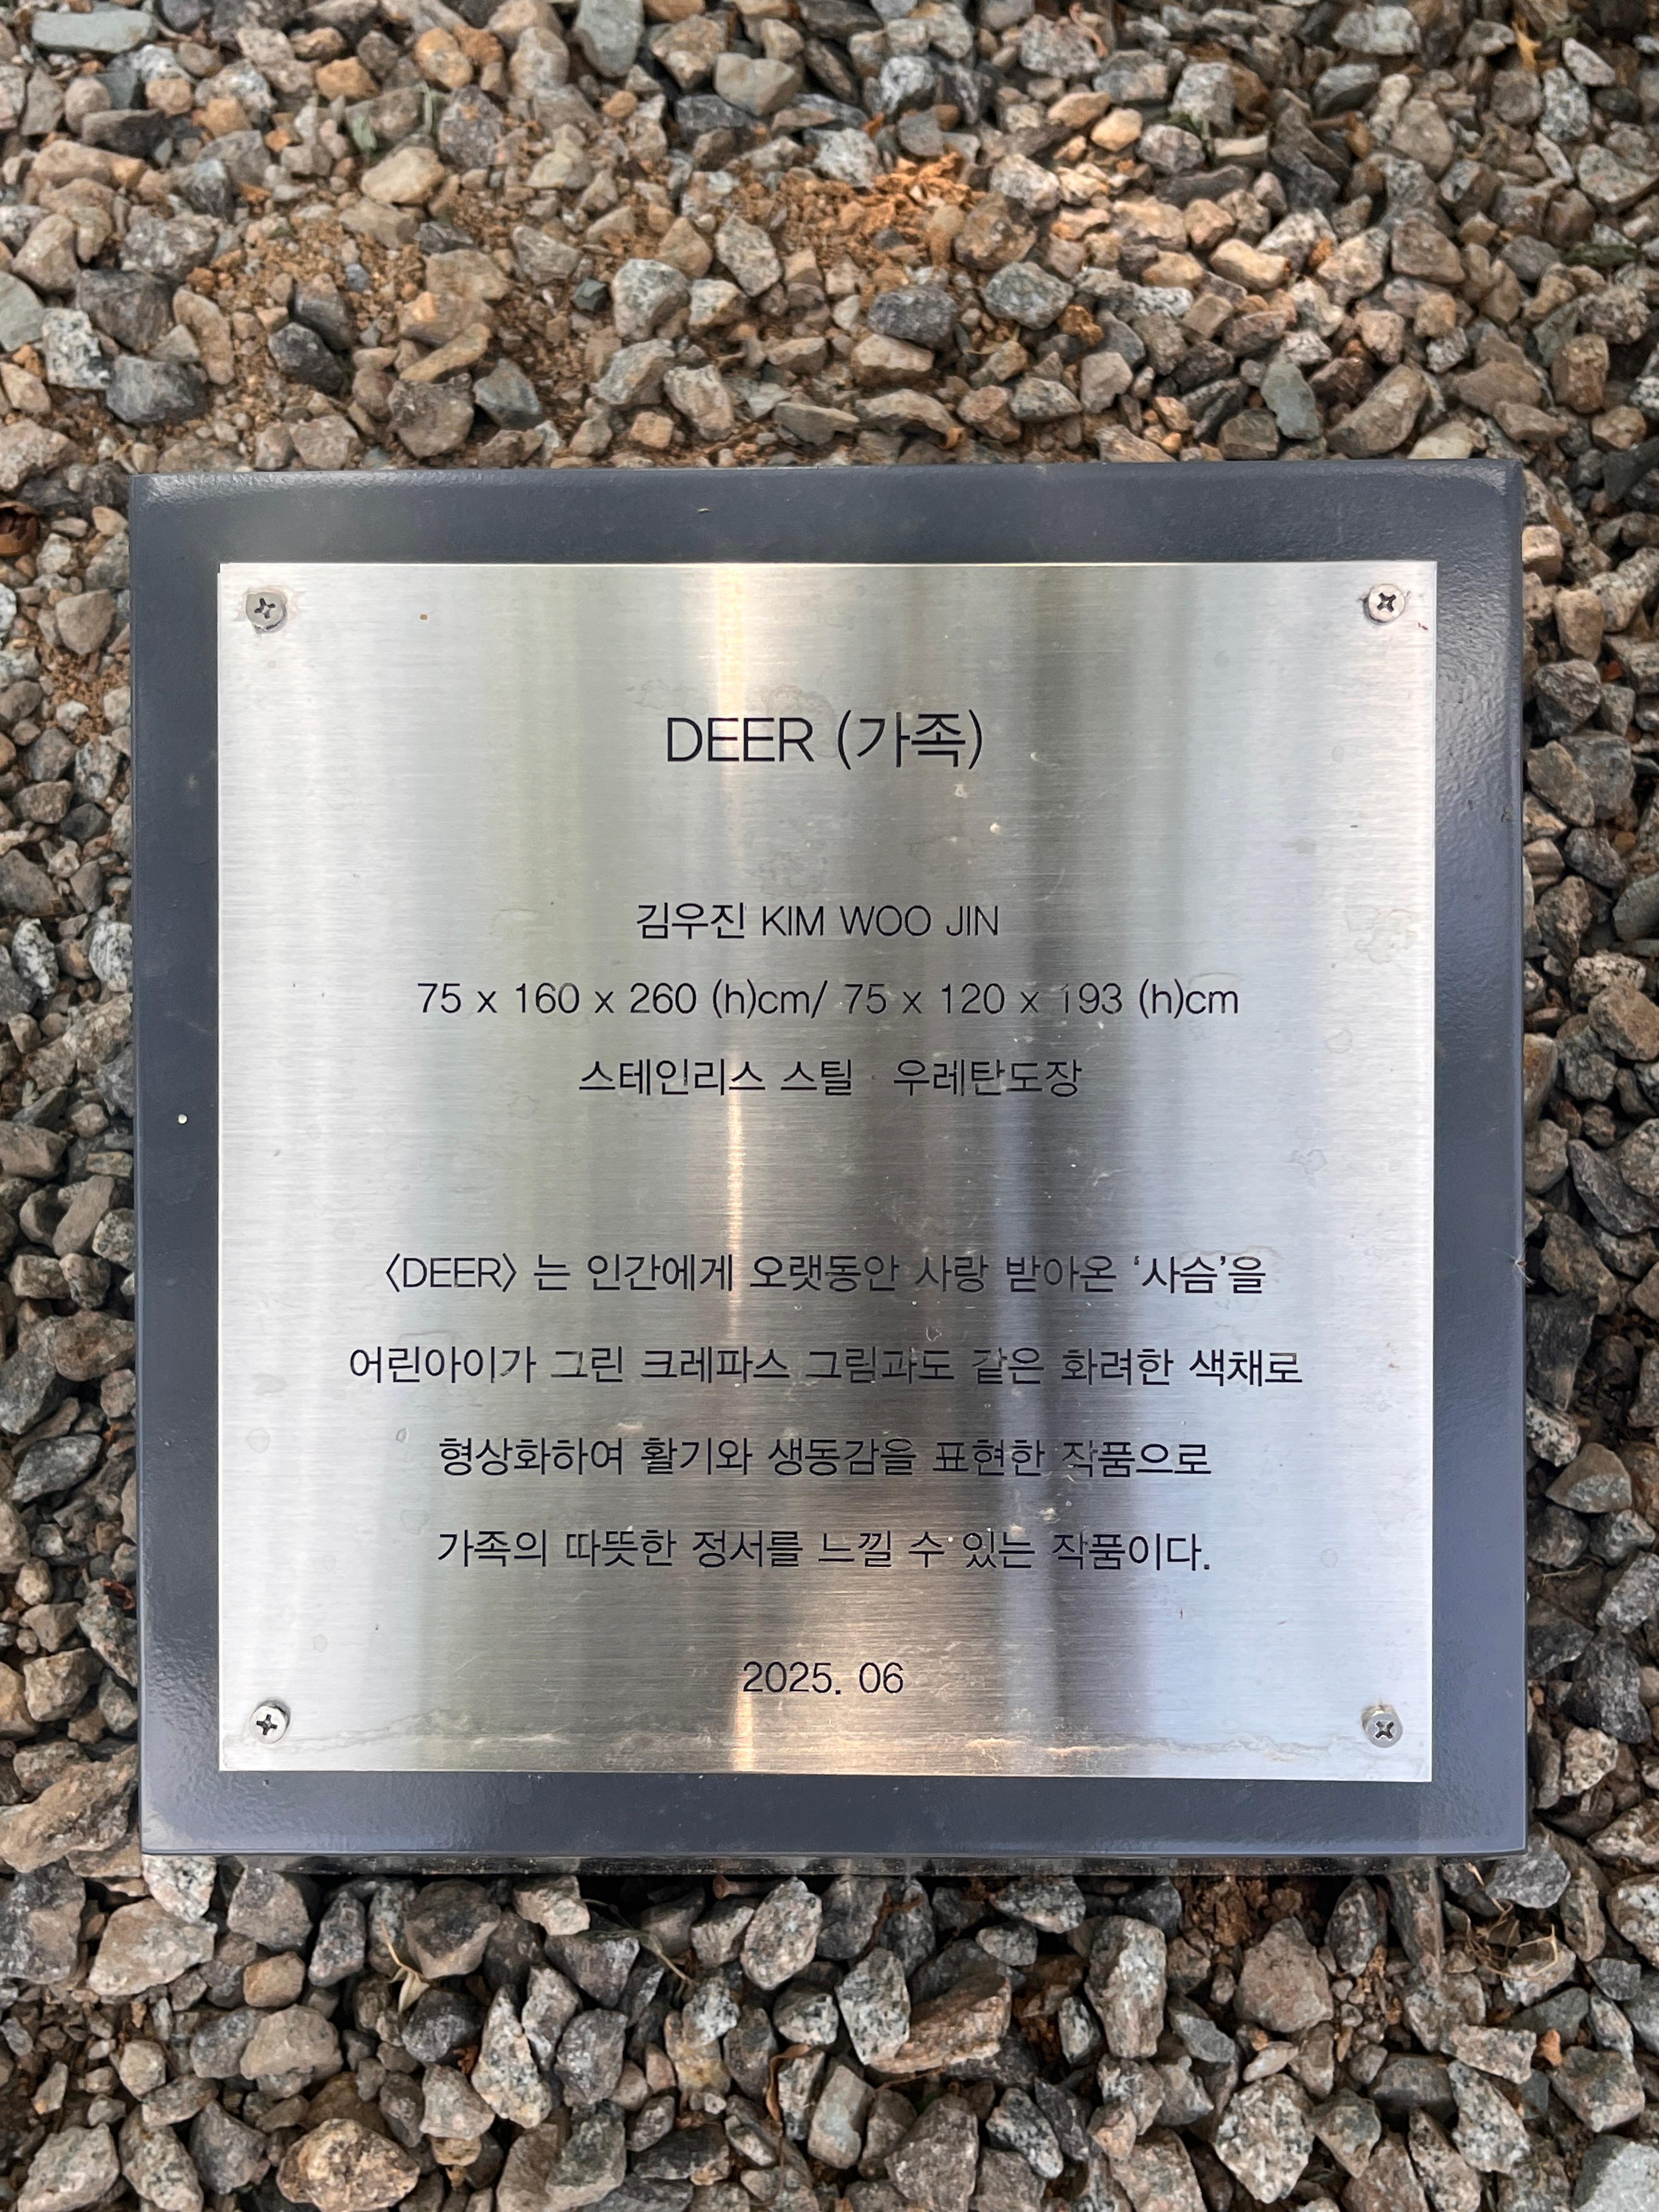 DEER (가족)
김우진 KIM WOO JIN
75 x 160 x 260 (h)cm/ 75 x 120 x 193 (h)cm
스테인리스 스틸 · 우레탄도장
〈DEER〉 는 인간에게 오랫동안 사랑 받아온 ‘사슴’을
어린아이가 그린 크레파스 그림과도 같은 화려한 색채로
형상화하여 활기와 생동감을 표현한 작품으로
가족의 따뜻한 정서를 느낄 수 있는 작품이다.
2025. 06